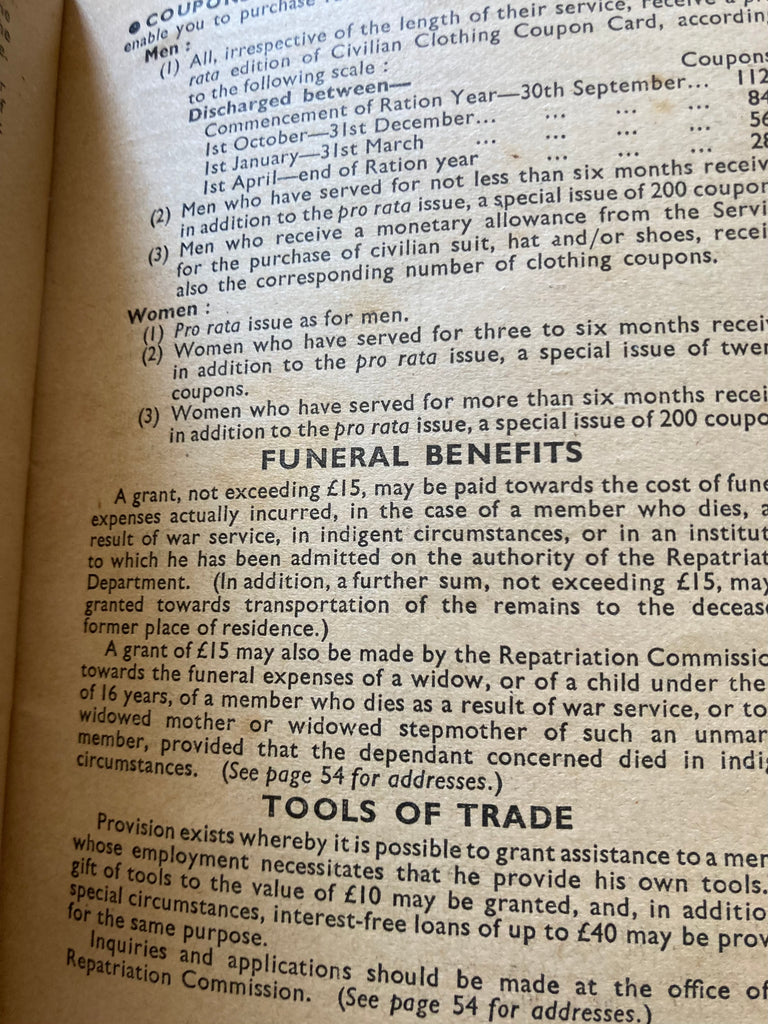 ● COUPONS
enable you to purchase
Men :
(1) All, irrespective of the length of their service, receive a
rata edition of Civilian Clothing Coupon Card, accordin
to the following scale :
Coupons
Discharged between—
Commencement of Ration Year—30th September... 112
1st October—31st December... ... ... ... 84
1st January—31st March ... ... ... 56
1st April—end of Ration year ... ... ... 28
(2) Men who have served for not less than six months receiv
in addition to the pro rata issue, a special issue of 200 coupon
(3) Men who receive a monetary allowance from the Servi
for the purchase of civilian suit, hat and/or shoes, recei
also the corresponding number of clothing coupons.
Women :
(1) Pro rata issue as for men.
(2) Women who have served for three to six months recei
in addition to the pro rata issue, a special issue of twen
coupons.
(3) Women who have served for more than six months recei
in addition to the pro rata issue, a special issue of 200 coupo
FUNERAL BENEFITS
A grant, not exceeding £15, may be paid towards the cost of fune
expenses actually incurred, in the case of a member who dies, a
result of war service, in indigent circumstances, or in an institut
to which he has been admitted on the authority of the Repatriat
Department. (In addition, a further sum, not exceeding £15, may
granted towards transportation of the remains to the decease
former place of residence.)
A grant of £15 may also be made by the Repatriation Commissio
towards the funeral expenses of a widow, or of a child under the
of 16 years, of a member who dies as a result of war service, or to
widowed mother or widowed stepmother of such an unmar
member, provided that the dependant concerned died in indig
circumstances. (See page 54 for addresses.)
TOOLS OF TRADE
Provision exists whereby it is possible to grant assistance to a mem
whose employment necessitates that he provide his own tools.
gift of tools to the value of £10 may be granted, and, in additio
special circumstances, interest-free loans of up to £40 may be prov
for the same purpose.
Inquiries and applications should be made at the office of
Repatriation Commission. (See page 54 for addresses.)